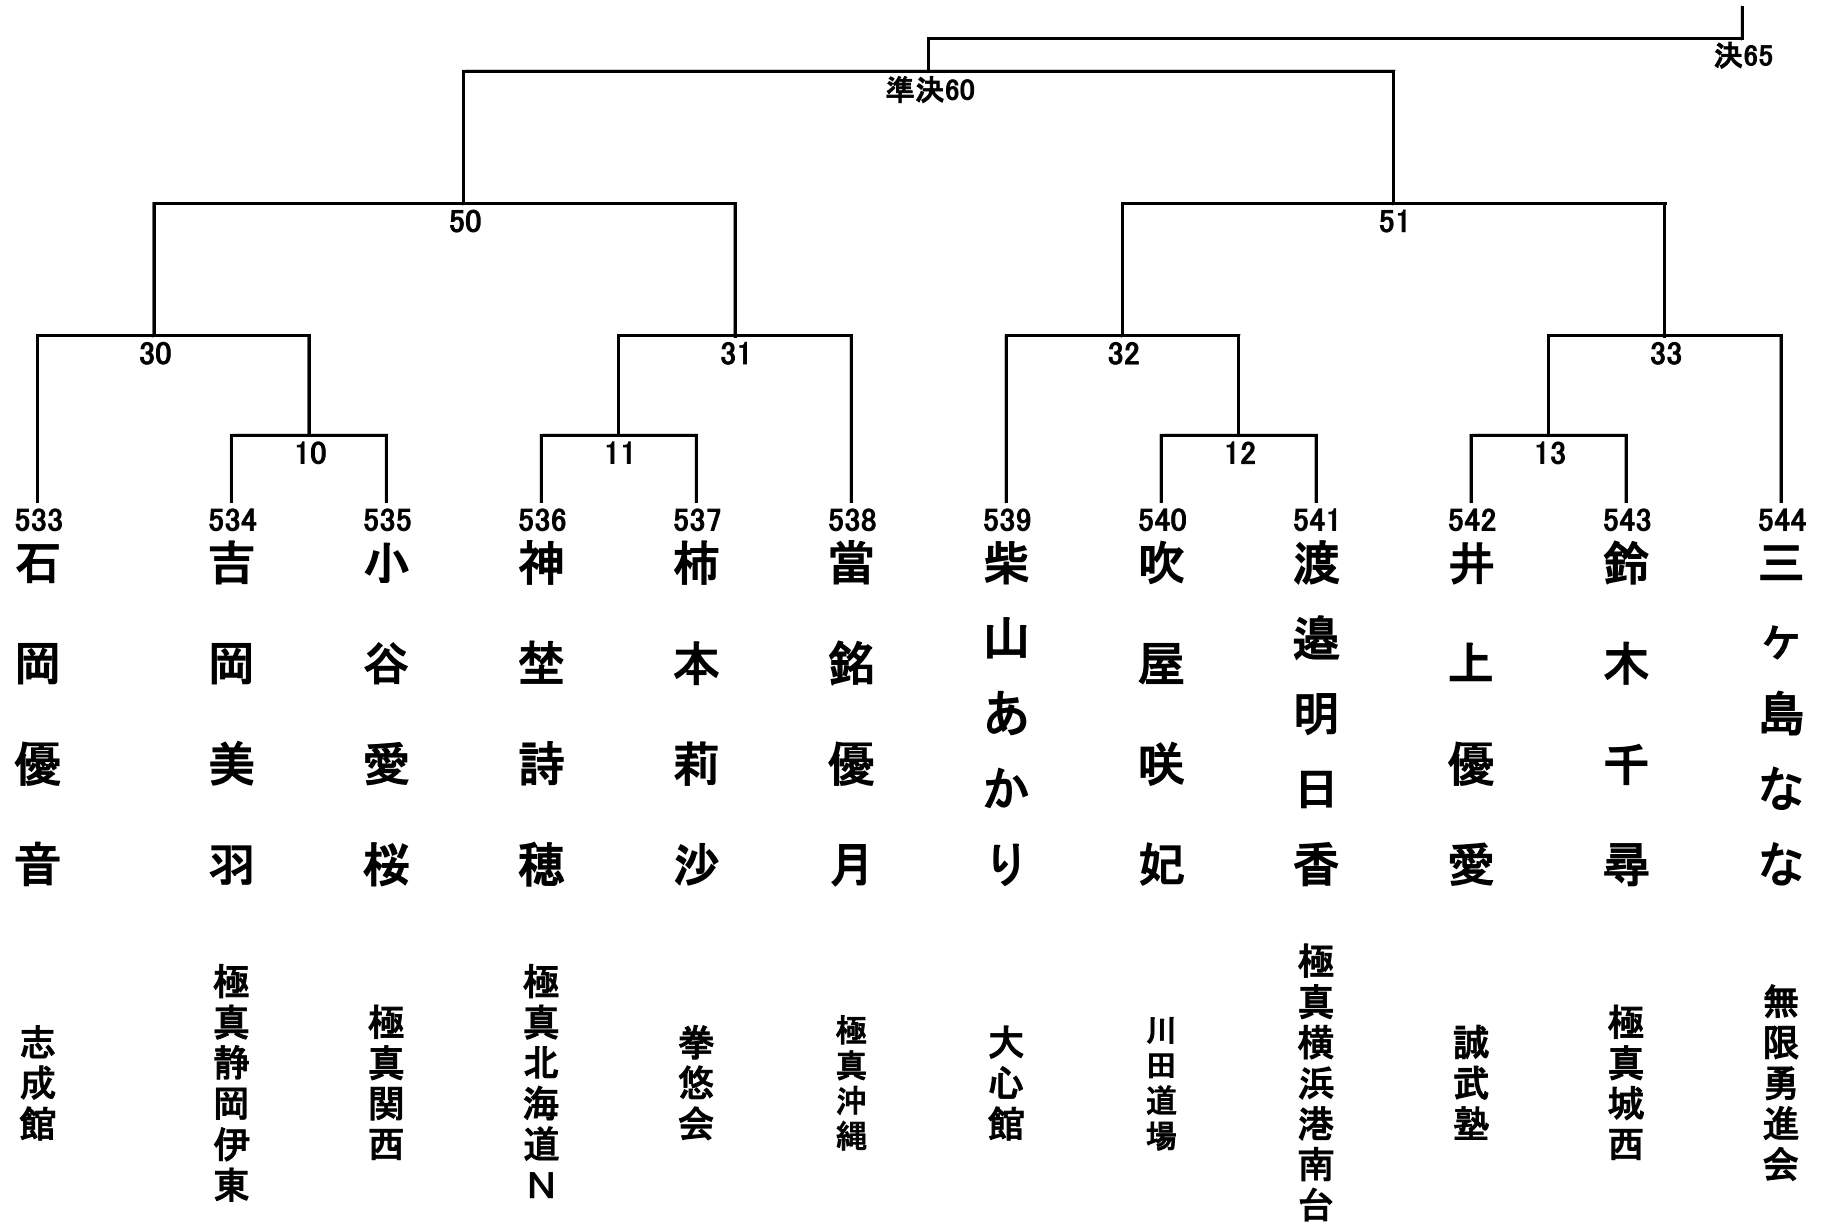 決65
準決60
50
51
30
31
32
33
10
11
12
13
533
534
535
536
537
538
539
540
541
542
543
544
石岡優音
吉岡美羽
小谷愛桜
神埜詩穂
柿本莉沙
當銘優月
柴山あかり
吹屋咲妃
渡邉明日香
井上優愛
鈴木千尋
三ヶ島なな
志成館
極真静岡伊東
極真関西
極真北海道N
拳悠会
極真沖縄
大心館
川田道場
極真横浜港南台
誠武塾
極真城西
無限勇進会